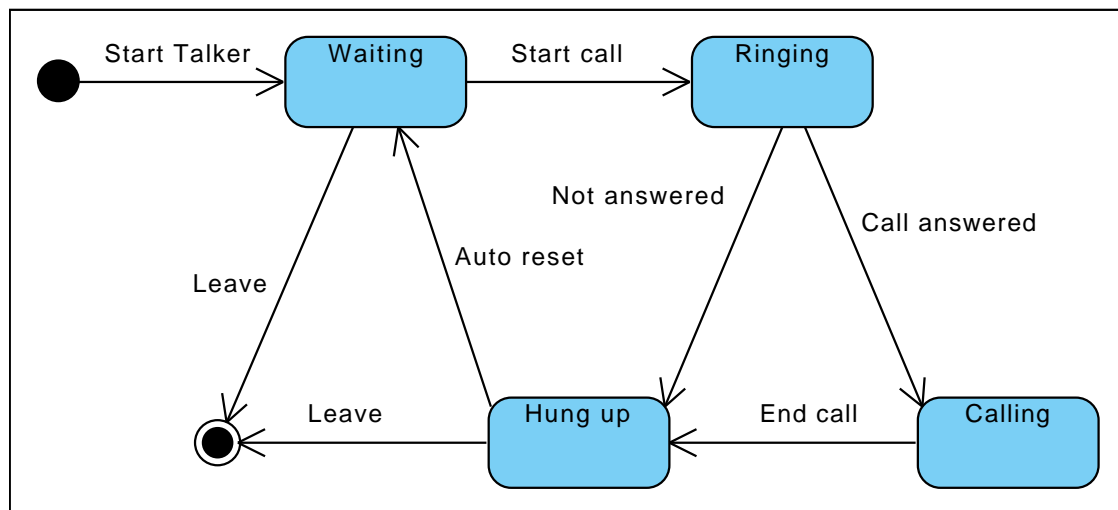 Start Talker
Waiting
Start call
Ringing
Not answered
Call answered
Auto reset
Leave
Leave
Hung up
End call
Calling